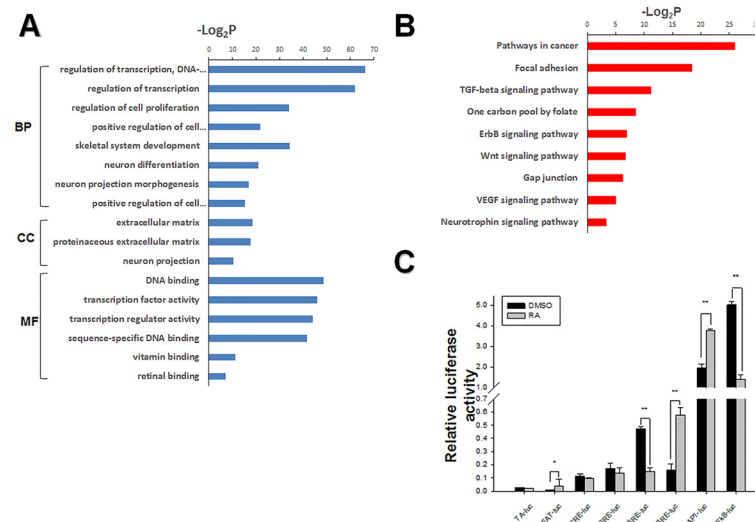 A
-Log2P
0 10 20 30 40 50 60 70
BP
regulation of transcription, DNA-...
regulation of transcription
regulation of cell proliferation
positive regulation of cell...
skeletal system development
neuron differentiation
neuron projection morphogenesis
positive regulation of cell...
CC
extracellular matrix
proteinaceous extracellular matrix
neuron projection
MF
DNA binding
transcription factor activity
transcription regulator activity
sequence-specific DNA binding
vitamin binding
retinal binding
B
-Log2P
0 5 10 15 20 25
Pathways in cancer
Focal adhesion
TGF-beta signaling pathway
One carbon pool by folate
ErbB signaling pathway
Wnt signaling pathway
Gap junction
VEGF signaling pathway
Neurotrophin signaling pathway
C
Relative luciferase
activity
DMSO
RA
5.0
4.0
3.0
2.0
1.0
0.7
0.6
0.5
0.4
0.3
0.2
0.1
0.0
*
**
**
**
**
TA-luc